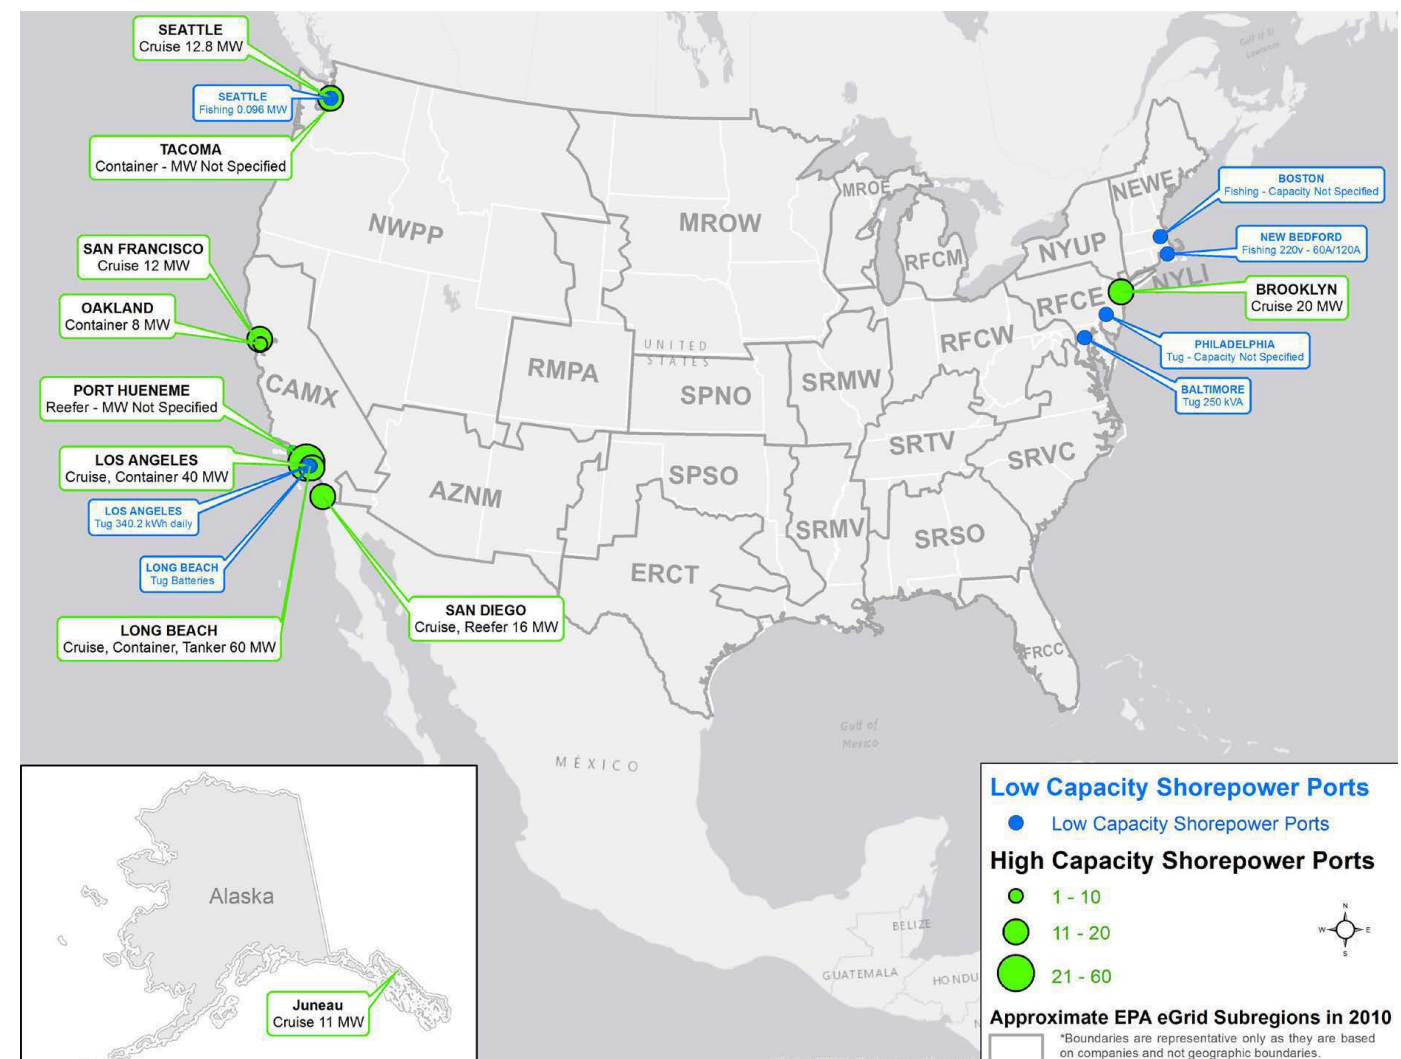 SEATTLE
Cruise 12.8 MW
SEATTLE
Fishing 0.096 MW
TACOMA
Container - MW Not Specified
SAN FRANCISCO
Cruise 12 MW
OAKLAND
Container 8 MW
PORT HUENEME
Reefer - MW Not Specified
LOS ANGELES
Cruise, Container 40 MW
LOS ANGELES
Tug 340.2 kWh daily
LONG BEACH
Tug Batteries
LONG BEACH
Cruise, Container, Tanker 60 MW
SAN DIEGO
Cruise, Reefer 16 MW
BOSTON
Fishing - Capacity Not Specified
NEW BEDFORD
Fishing 220v - 60A/120A
BROOKLYN
Cruise 20 MW
PHILADELPHIA
Tug - Capacity Not Specified
BALTIMORE
Tug 250 kVA
NWPP
MROW
MROE
RFCM
NEWE
NYUP
NYLI
RFCE
RFCW
CAMX
RMPA
UNITED
STATES
SPNO
SRMW
SRTV
SRVC
AZNM
SPSO
SRMV
SRSO
ERCT
FRCC
Gulf of St
Lawrence
Gulf of
Mexico
MÉXICO
BELIZE
GUATEMALA
HONDU
N
Alaska
Juneau
Cruise 11 MW
Low Capacity Shorepower Ports
Low Capacity Shorepower Ports
High Capacity Shorepower Ports
1 - 10
11 - 20
21 - 60
N
W E
S
Approximate EPA eGrid Subregions in 2010
*Boundaries are representative only as they are based
on companies and not geographic boundaries.